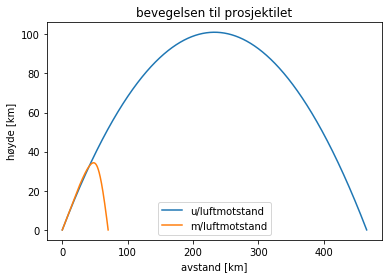 bevegelsen til prosjektilet
høyde [km]
100
80
60
40
20
0
u/luftmotstand
m/luftmotstand
0 100 200 300 400
avstand [km]